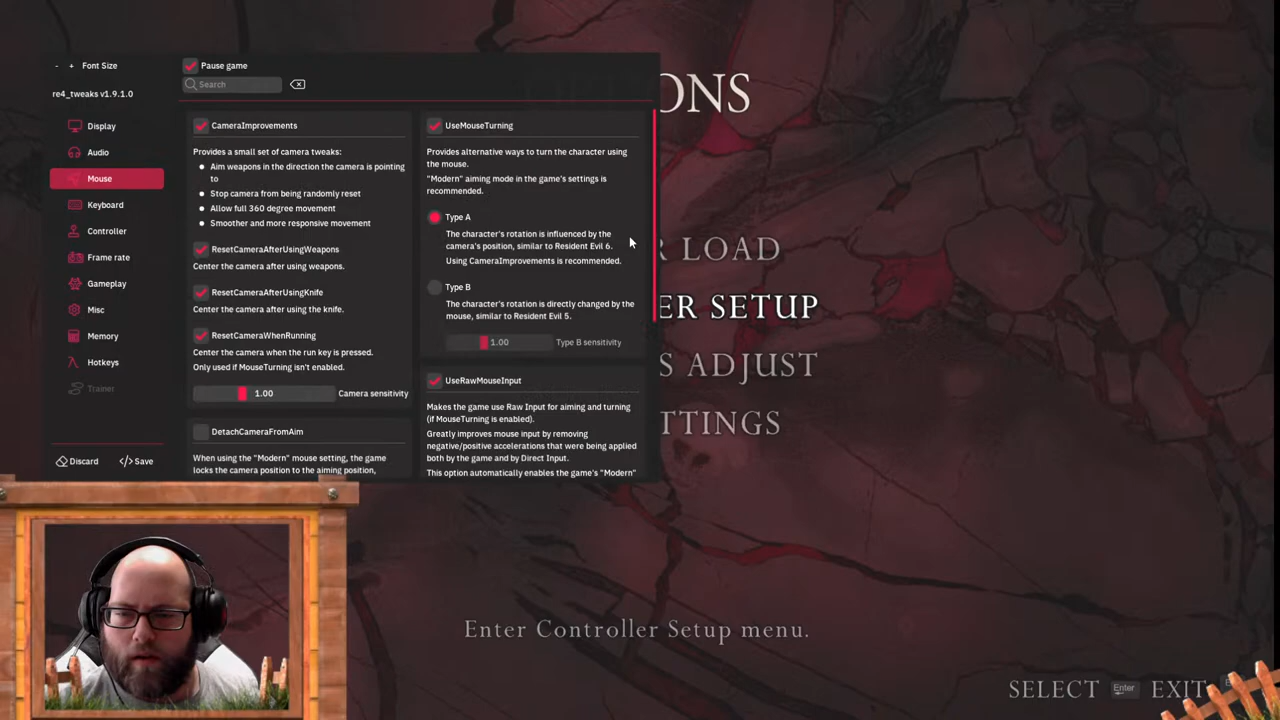 - + Font Size
re4_tweaks v1.9.1.0
Display
Audio
Mouse
Keyboard
Controller
Frame rate
Gameplay
Misc
Memory
Hotkeys
Trainer
Discard
</> Save
Pause game
Search
CameraImprovements
Provides a small set of camera tweaks:
Aim weapons in the direction the camera is pointing
to
Stop camera from being randomly reset
Allow full 360 degree movement
Smoother and more responsive movement
ResetCameraAfterUsingWeapons
Center the camera after using weapons.
ResetCameraAfterUsingKnife
Center the camera after using the knife.
ResetCameraWhenRunning
Center the camera when the run key is pressed.
Only used if MouseTurning isn't enabled.
1.00 Camera sensitivity
DetachCameraFromAim
When using the "Modern" mouse setting, the game
locks the camera position to the aiming position,
UseMouseTurning
Provides alternative ways to turn the character using
the mouse.
"Modern" aiming mode in the game's settings is
recommended.
Type A
The character's rotation is influenced by the
camera's position, similar to Resident Evil 6.
Using CameraImprovements is recommended.
Type B
The character's rotation is directly changed by the
mouse, similar to Resident Evil 5.
1.00 Type B sensitivity
UseRawMouseInput
Makes the game use Raw Input for aiming and turning
(if MouseTurning is enabled).
Greatly improves mouse input by removing
negative/positive accelerations that were being applied
both by the game and by Direct Input.
This option automatically enables the game's "Modern"
ONS
R LOAD
ER SETUP
S ADJUST
TTINGS
Enter Controller Setup menu.
SELECT Enter EXIT